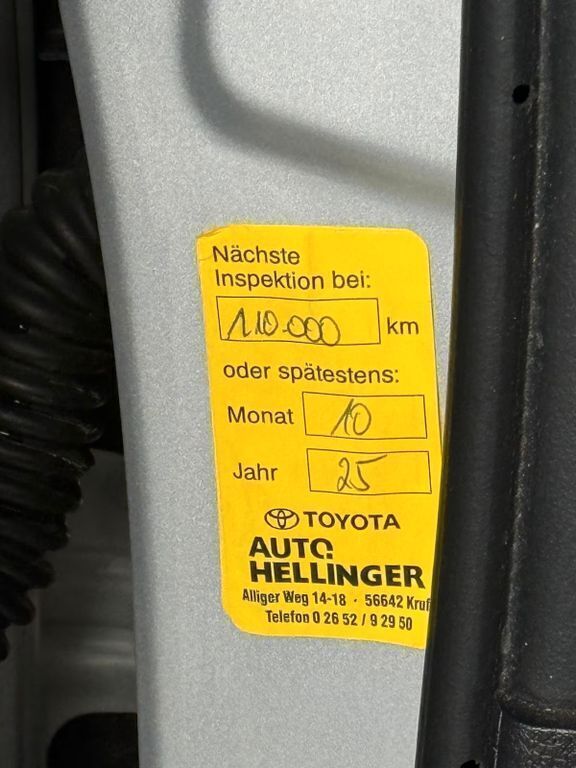 Nächste
Inspektion bei:
110.000 km
oder spätestens:
Monat 10
Jahr 25
TOYOTA
AUTO
HELLINGER
Alliger Weg 14-18 · 56642 Kruf
Telefon 0 26 52 / 9 29 50